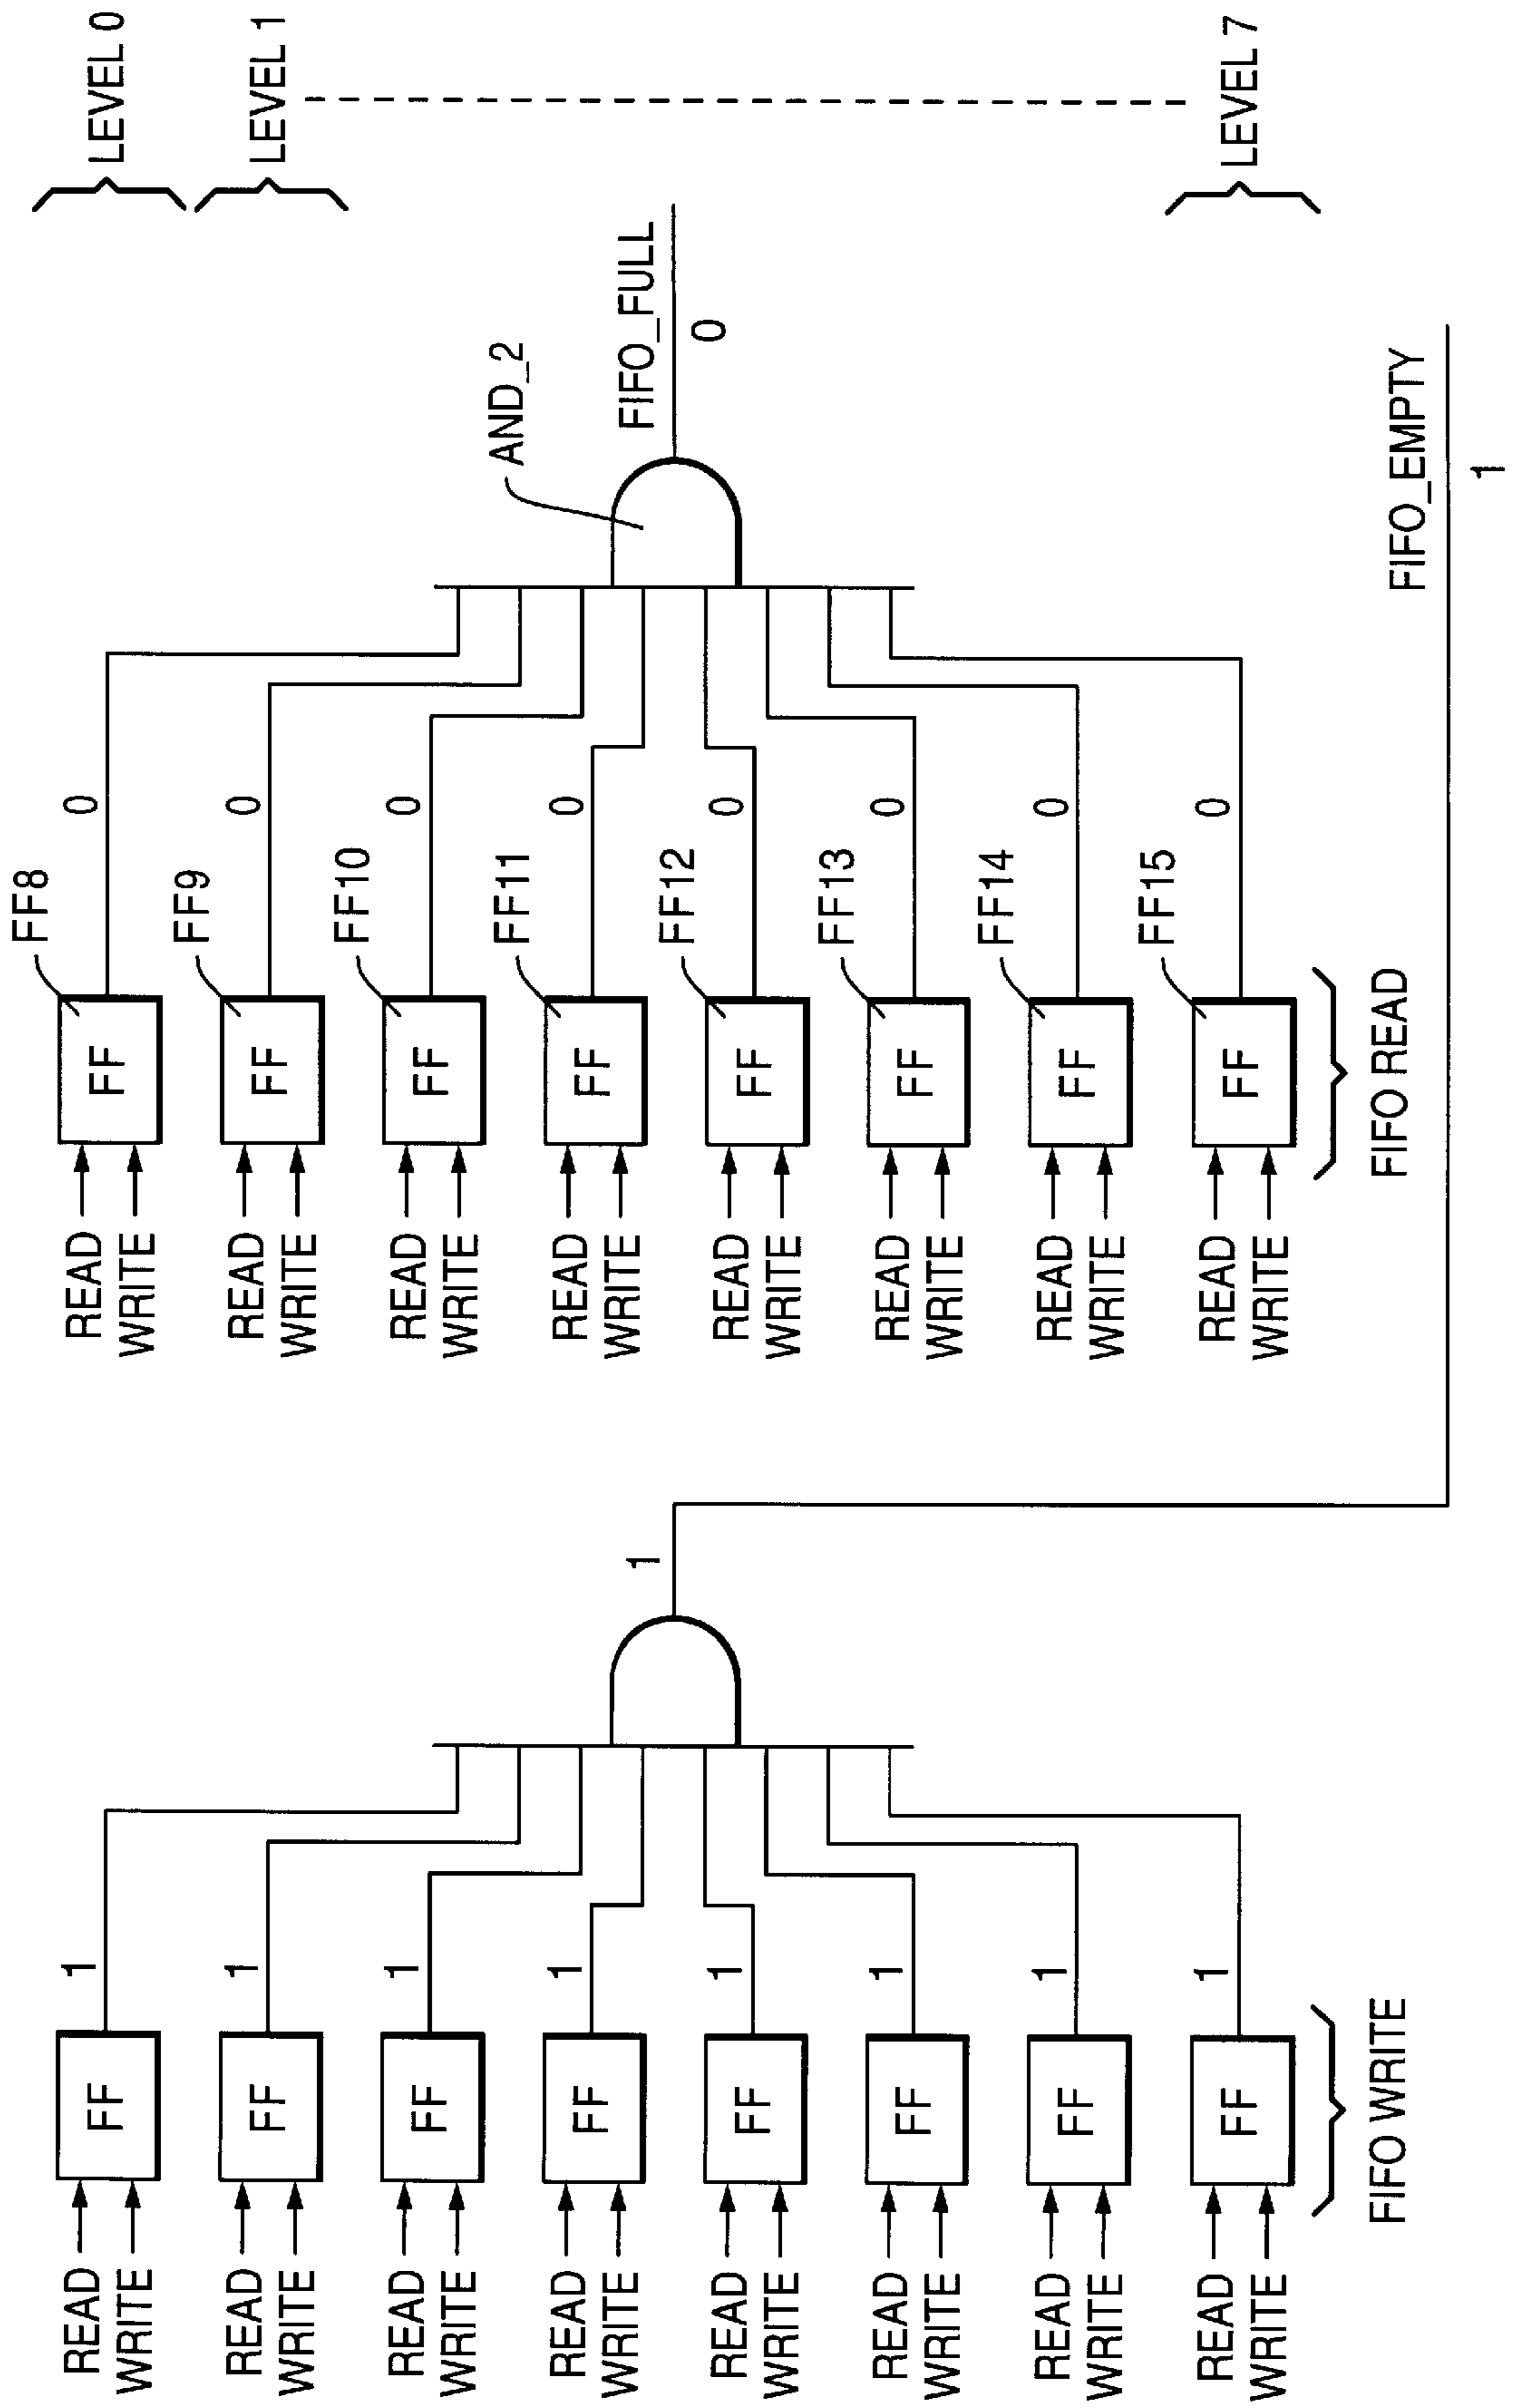 READ
WRITE
FF
1
READ
WRITE
FF
1
READ
WRITE
FF
1
READ
WRITE
FF
1
READ
WRITE
FF
1
READ
WRITE
FF
1
READ
WRITE
FF
1
READ
WRITE
FF
1
FIFO WRITE
1
READ
WRITE
FF
FF8
0
READ
WRITE
FF
FF9
0
READ
WRITE
FF
FF10
0
READ
WRITE
FF
FF11
0
READ
WRITE
FF
FF12
0
READ
WRITE
FF
FF13
0
READ
WRITE
FF
FF14
0
READ
WRITE
FF
FF15
0
FIFO READ
AND_2
FIFO_FULL
0
FIFO_EMPTY
1
LEVEL 0
LEVEL 1
LEVEL 7